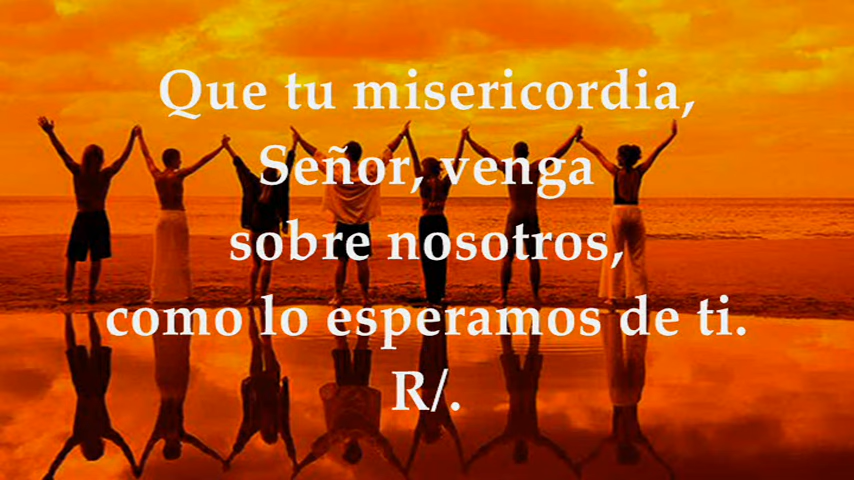 Que tu misericordia,
Señor, venga
sobre nosotros,
como lo esperamos de ti.
R/.